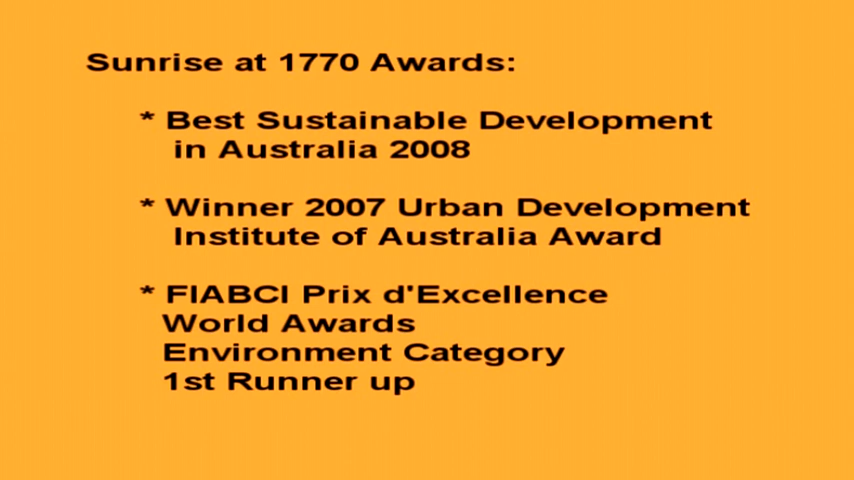 Sunrise at 1770 Awards:
* Best Sustainable Development
in Australia 2008
* Winner 2007 Urban Development
Institute of Australia Award
* FIABCI Prix d'Excellence
World Awards
Environment Category
1st Runner up